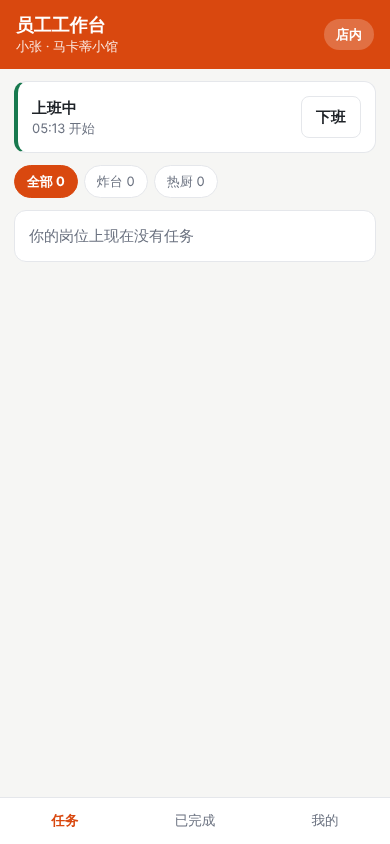 员工工作台
小张 · 马卡蒂小馆
店内
上班中
05:13 开始
下班
全部 0
炸台 0
热厨 0
你的岗位上现在没有任务
任务
已完成
我的